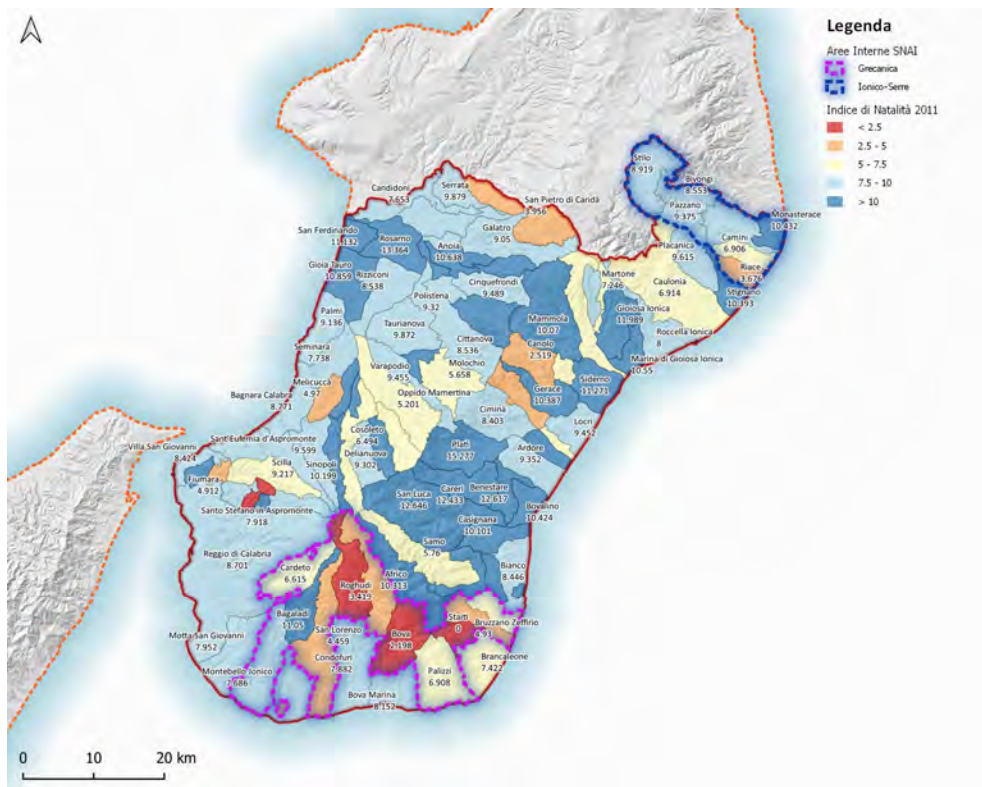 Legenda
Aree Interne SNAI
Grecanica
Ionico-Serre
Indice di Natalità 2011
< 2.5
2.5 - 5
5 - 7.5
7.5 - 10
> 10
Stilo
8.919
Bivongi
8.553
Pazzano
9.375
Monasterace
10.432
Camini
6.906
Riace
3.67
Stignano
10.393
Placanica
9.615
Caulonia
6.914
Roccella Ionica
8
Martone
7.246
Gioiosa Ionica
11.989
Marina di Gioiosa Ionica
10.55
Candidoni
7.653
Serrata
9.879
San Pietro di Caridà
3.956
Galatro
9.05
San Ferdinando
11.132
Rosarno
13.364
Anoia
10.638
Gioia Tauro
10.859
Rizziconi
8.538
Cinquefrondi
9.489
Polistena
9.32
Palmi
9.136
Taurianova
9.872
Mammola
10.07
Cittanova
8.536
Canolo
2.519
Seminara
7.738
Varapodio
9.455
Molochio
5.658
Siderno
11.271
Gerace
10.387
Melicuccà
4.97
Oppido Mamertina
5.201
Bagnara Calabra
8.771
Ciminà
8.403
Locri
9.452
Sant'Eufemia d'Aspromonte
9.599
Cosoleto
6.494
Delianuova
9.302
Platì
15.277
Ardore
9.352
Villa San Giovanni
8.424
Scilla
9.217
Sinopoli
10.199
Fiumara
4.912
San Luca
12.646
Careri
12.433
Benestare
12.617
Bovalino
10.424
Santo Stefano in Aspromonte
7.918
Casignana
10.101
Samo
5.76
Reggio di Calabria
8.701
Cardeto
6.615
Africo
10.313
Bianco
8.446
Roghudi
3.419
Bagaladi
11.05
Staiti
0
Bruzzano Zeffirio
4.93
San Lorenzo
4.459
Bova
2.198
Motta San Giovanni
7.952
Condofuri
7.882
Brancaleone
7.422
Palizzi
6.908
Montebello Jonico
7.686
Bova Marina
8.152
0 10 20 km